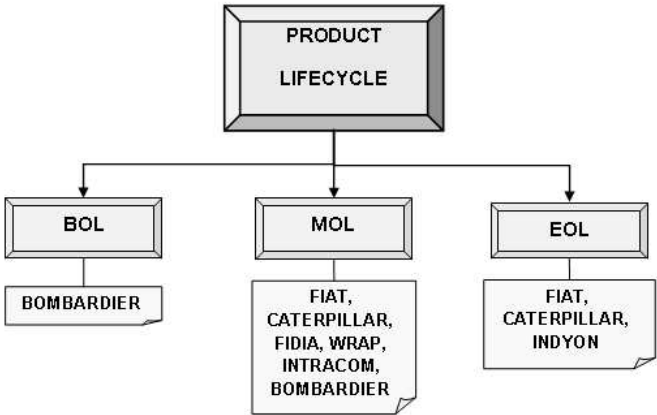 PRODUCT
LIFECYCLE
BOL
MOL
EOL
BOMBARDIER
FIAT,
CATERPILLAR,
FIDIA, WRAP,
INTRACOM,
BOMBARDIER
FIAT,
CATERPILLAR,
INDYON